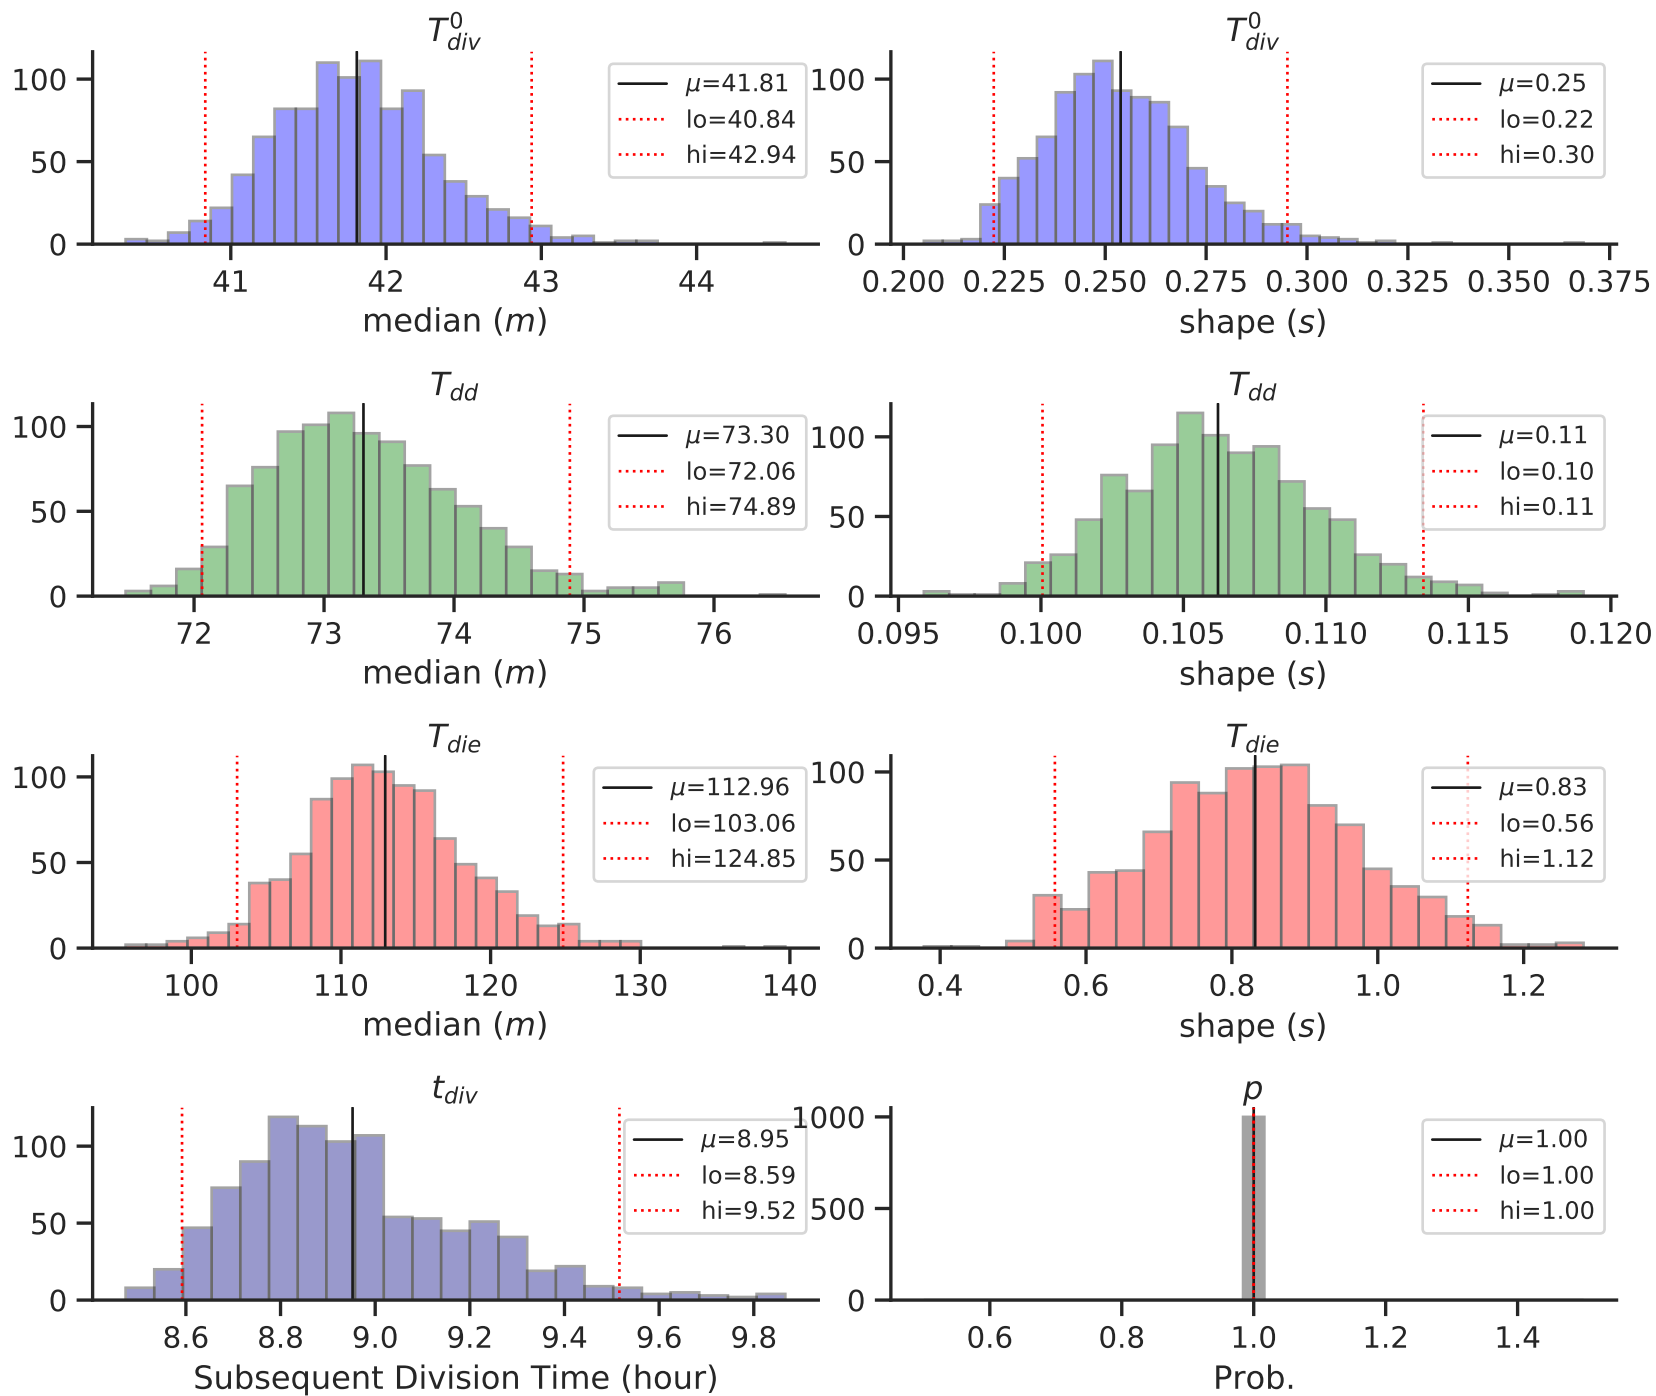 T⁰div
100
50
0
μ=41.81
lo=40.84
hi=42.94
41 42 43 44
median (m)
T⁰div
100
50
0
μ=0.25
lo=0.22
hi=0.30
0.200 0.225 0.250 0.275 0.300 0.325 0.350 0.375
shape (s)
Tdd
100
50
0
μ=73.30
lo=72.06
hi=74.89
72 73 74 75 76
median (m)
Tdd
100
50
0
μ=0.11
lo=0.10
hi=0.11
0.095 0.100 0.105 0.110 0.115 0.120
shape (s)
Tdie
100
50
0
μ=112.96
lo=103.06
hi=124.85
100 110 120 130 140
median (m)
Tdie
100
50
0
μ=0.83
lo=0.56
hi=1.12
0.4 0.6 0.8 1.0 1.2
shape (s)
tdiv
100
50
0
μ=8.95
lo=8.59
hi=9.52
8.6 8.8 9.0 9.2 9.4 9.6 9.8
Subsequent Division Time (hour)
p
1000
500
0
μ=1.00
lo=1.00
hi=1.00
0.6 0.8 1.0 1.2 1.4
Prob.